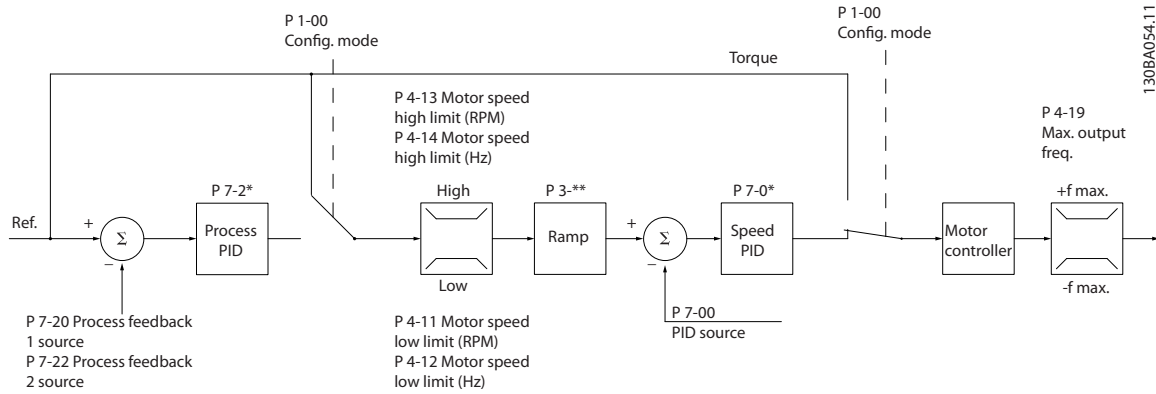 P 1-00
Config. mode
P 1-00
Config. mode
130BA054.11
Torque
P 4-13 Motor speed
high limit (RPM)
P 4-14 Motor speed
high limit (Hz)
P 4-19
Max. output
freq.
P 7-2*
High
P 3-**
P 7-0*
+f max.
Ref.
+
Σ
_
Process
PID
Ramp
+
Σ
_
Speed
PID
Motor
controller
Low
-f max.
P 7-20 Process feedback
1 source
P 7-22 Process feedback
2 source
P 4-11 Motor speed
low limit (RPM)
P 4-12 Motor speed
low limit (Hz)
P 7-00
PID source